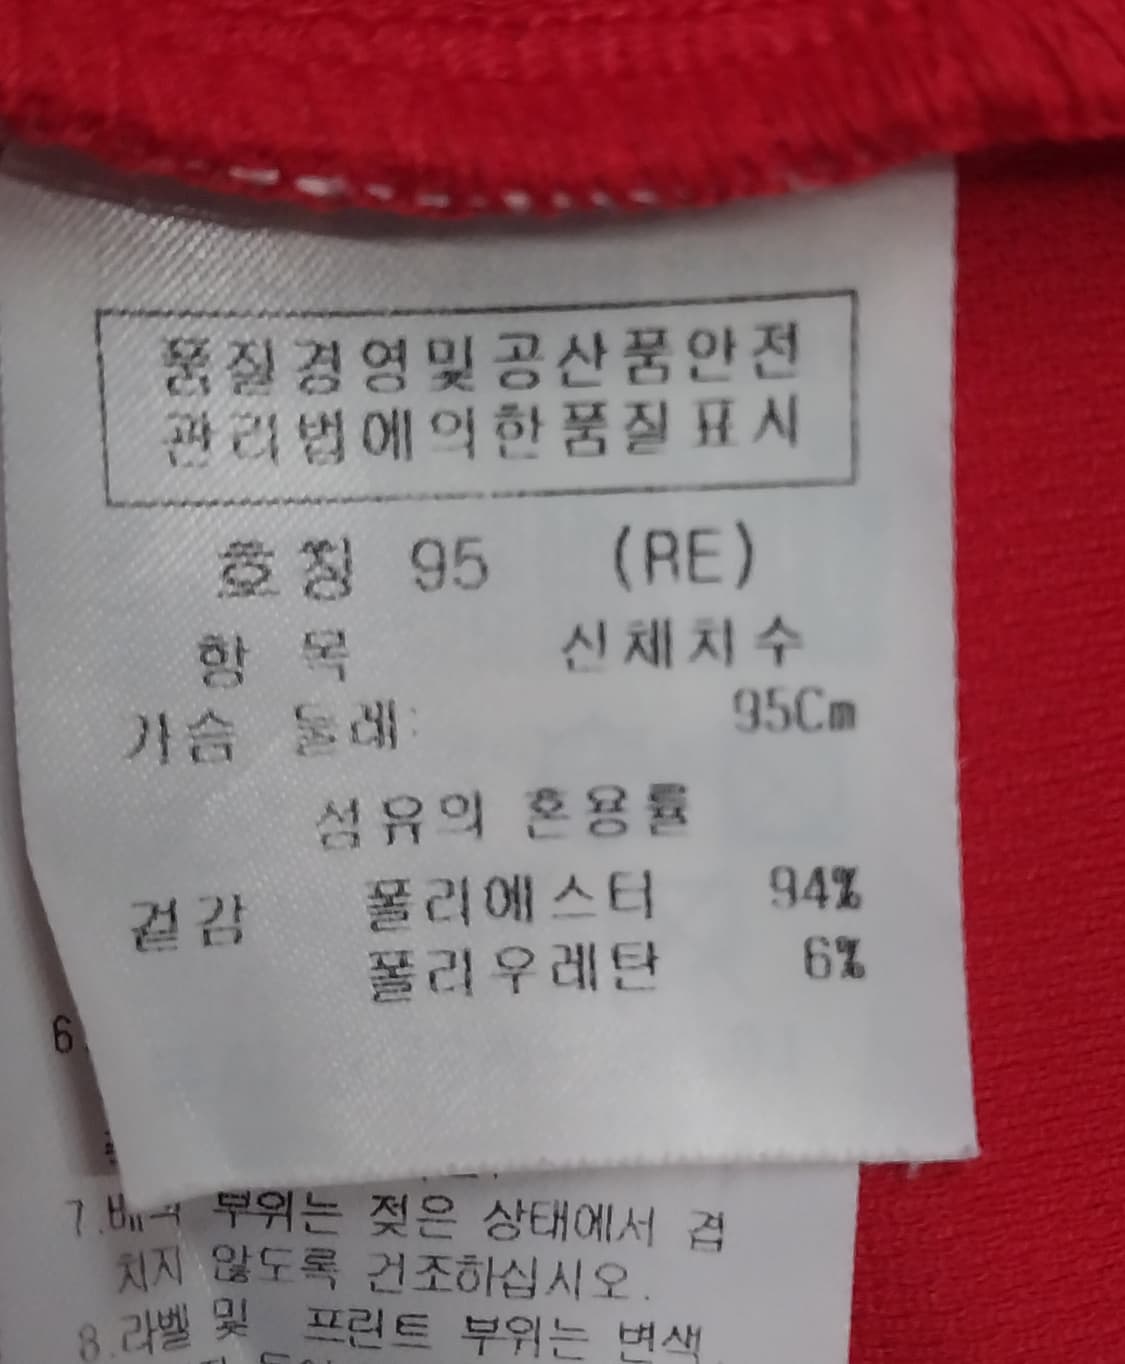 품질경영및공산품안전
관리법에의한품질표시
호칭 95 (RE)
항 목 신체치수
가슴 둘레: 95Cm
섬유의 혼용률
겉감 폴리에스터 94%
폴리우레탄 6%
6.
7.배색 부위는 젖은 상태에서 겹
치지 않도록 건조하십시오.
8.라벨 및 프린트 부위는 변색